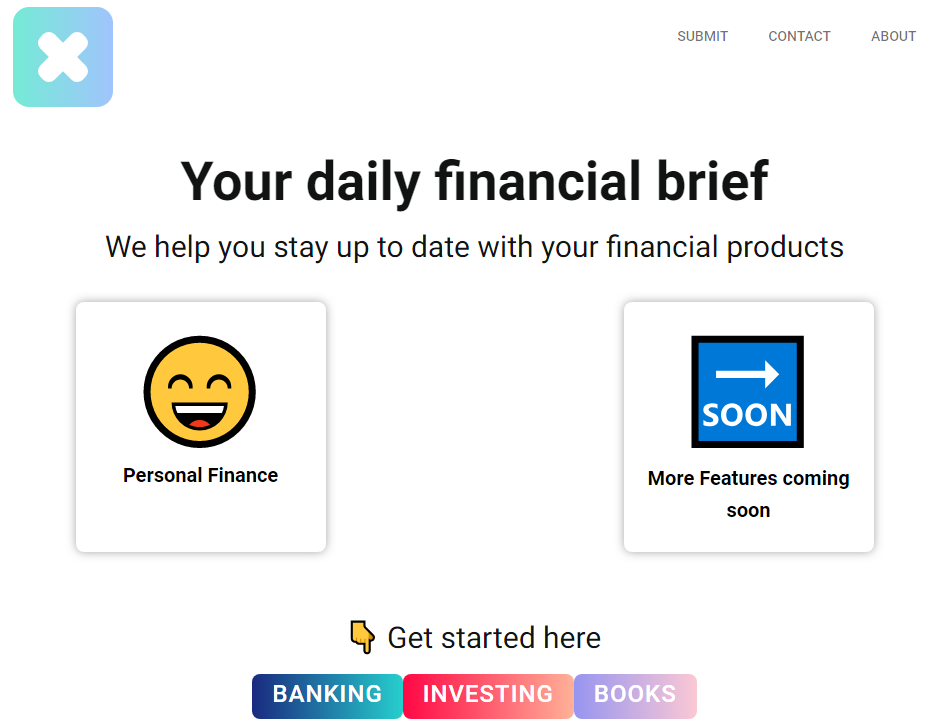 SUBMIT CONTACT ABOUT
Your daily financial brief
We help you stay up to date with your financial products
SOON
Personal Finance
More Features coming
soon
👇 Get started here
BANKING INVESTING BOOKS